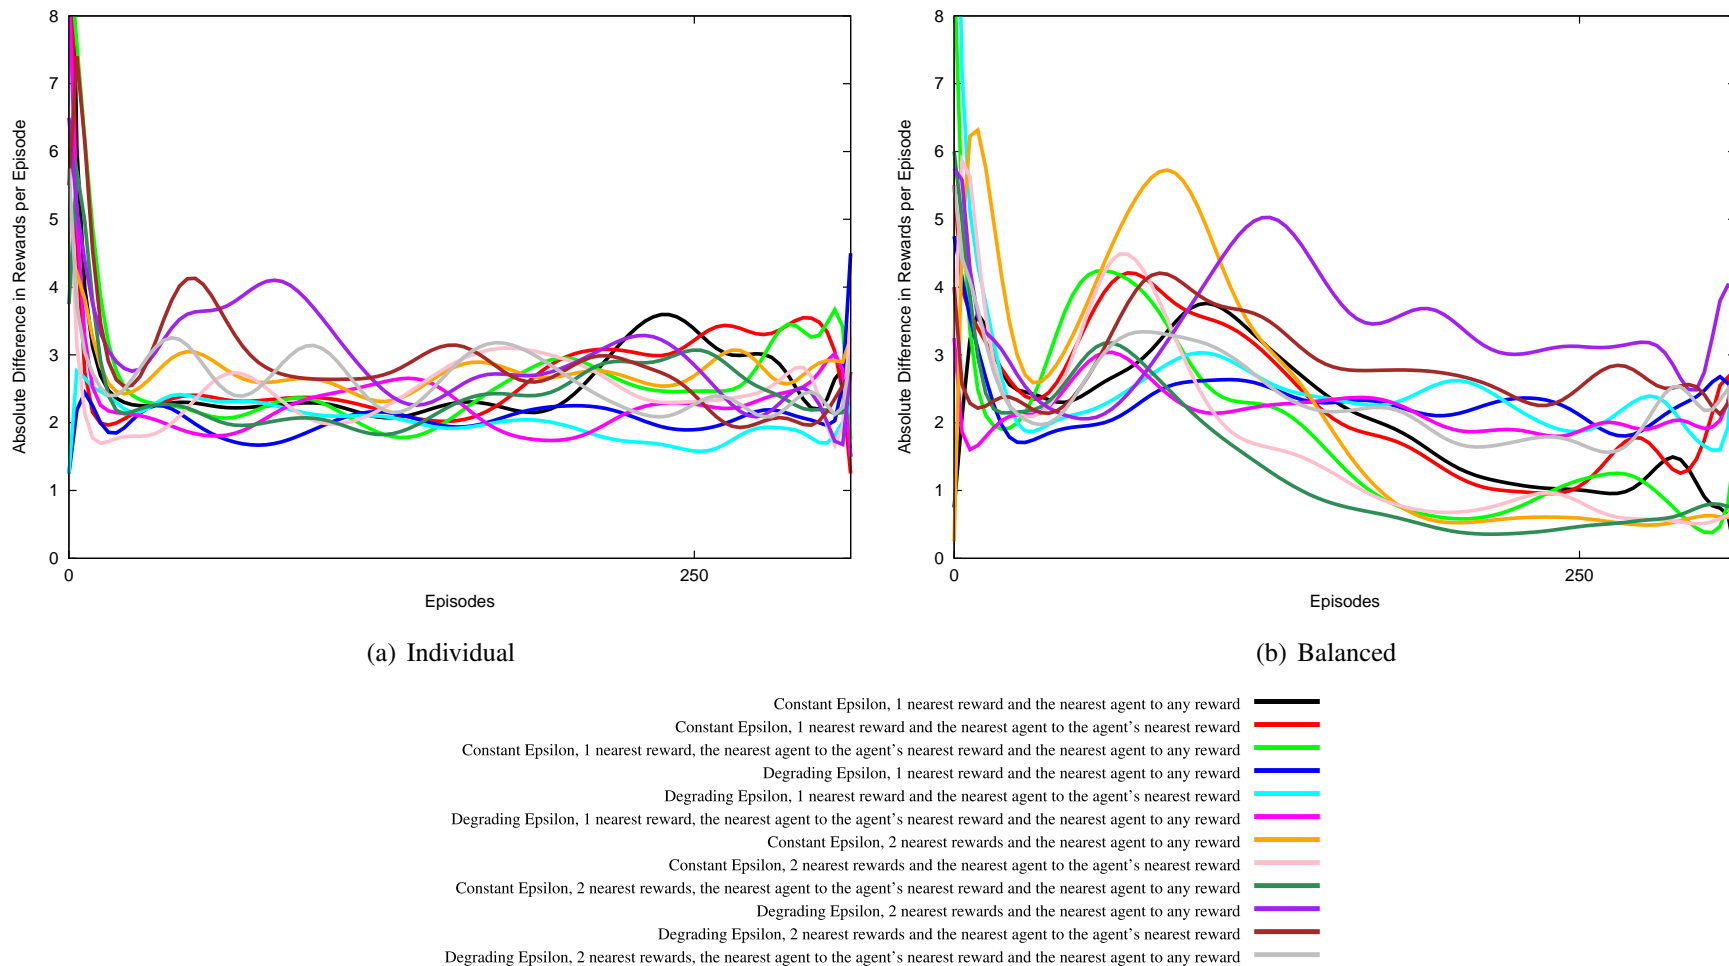 8
7
6
5
4
3
2
1
0
0
250
Absolute Difference in Rewards per Episode
Episodes
(a) Individual
8
7
6
5
4
3
2
1
0
0
250
Absolute Difference in Rewards per Episode
Episodes
(b) Balanced
Constant Epsilon, 1 nearest reward and the nearest agent to any reward
Constant Epsilon, 1 nearest reward and the nearest agent to the agent's nearest reward
Constant Epsilon, 1 nearest reward, the nearest agent to the agent's nearest reward and the nearest agent to any reward
Degrading Epsilon, 1 nearest reward and the nearest agent to any reward
Degrading Epsilon, 1 nearest reward and the nearest agent to the agent's nearest reward
Degrading Epsilon, 1 nearest reward, the nearest agent to the agent's nearest reward and the nearest agent to any reward
Constant Epsilon, 2 nearest rewards and the nearest agent to any reward
Constant Epsilon, 2 nearest rewards and the nearest agent to the agent's nearest reward
Constant Epsilon, 2 nearest rewards, the nearest agent to the agent's nearest reward and the nearest agent to any reward
Degrading Epsilon, 2 nearest rewards and the nearest agent to any reward
Degrading Epsilon, 2 nearest rewards and the nearest agent to the agent's nearest reward
Degrading Epsilon, 2 nearest rewards, the nearest agent to the agent's nearest reward and the nearest agent to any reward